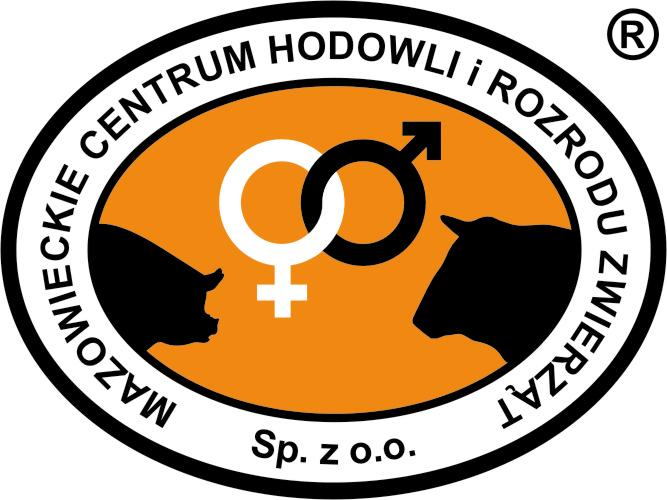 MAZOWIECKIE CENTRUM HODOWLI i ROZRODU ZWIERZĄT
Sp. z o.o.
®